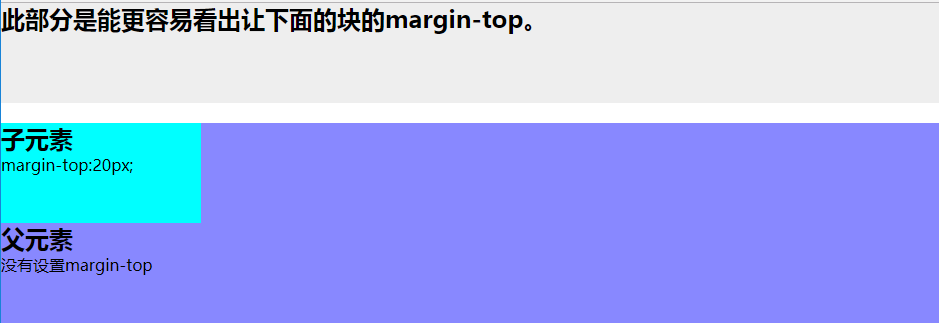 此部分是能更容易看出让下面的块的margin-top。
子元素
margin-top:20px;
父元素
没有设置margin-top